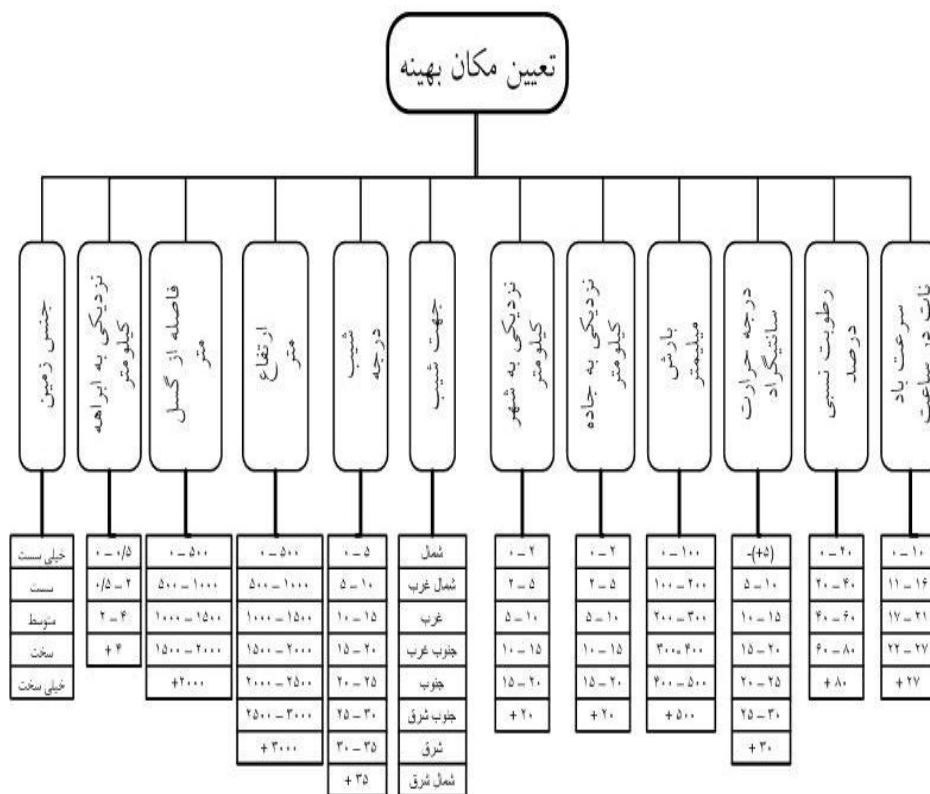 تعیین مکان بهینه
سرعت باد
نات در ساعت
۰ – ۱۰
۱۱ – ۱۶
۱۷ – ۲۱
۲۲ – ۲۷
+ ۲۷
رطوبت نسبی
درصد
۰ – ۲۰
۲۰ – ۴۰
۴۰ – ۶۰
۶۰ – ۸۰
+ ۸۰
درجه حرارت
سانتیگراد
-(+۵)
۵ – ۱۰
۱۰ – ۱۵
۱۵ – ۲۰
۲۰ – ۲۵
۲۵ – ۳۰
+ ۳۰
بارش
میلیمتر
۰ – ۱۰۰
۱۰۰ – ۲۰۰
۲۰۰ – ۳۰۰
۳۰۰-۴۰۰
۴۰۰ – ۵۰۰
+ ۵۰۰
نزدیکی به جاده
کیلومتر
۰ – ۲
۲ – ۵
۵ – ۱۰
۱۰ – ۱۵
۱۵ – ۲۰
+ ۲۰
نزدیکی به شهر
کیلومتر
۰ – ۲
۲ – ۵
۵ – ۱۰
۱۰ – ۱۵
۱۵ – ۲۰
+ ۲۰
جهت شیب
شمال
شمال غرب
غرب
جنوب غرب
جنوب
جنوب شرق
شرق
شمال شرق
شیب
درجه
۰ – ۵
۵ – ۱۰
۱۰ – ۱۵
۱۵ – ۲۰
۲۰ – ۲۵
۲۵ – ۳۰
۳۰ – ۳۵
+ ۳۵
ارتفاع
متر
۰ – ۵۰۰
۵۰۰ – ۱۰۰۰
۱۰۰۰ – ۱۵۰۰
۱۵۰۰ – ۲۰۰۰
۲۰۰۰ – ۲۵۰۰
۲۵۰۰ – ۳۰۰۰
+ ۳۰۰۰
فاصله از گسل
متر
۰ – ۵۰۰
۵۰۰ – ۱۰۰۰
۱۰۰۰ – ۱۵۰۰
۱۵۰۰ – ۲۰۰۰
+۲۰۰۰
نزدیکی به ابراهه
کیلومتر
۰ – ۰/۵
۰/۵ – ۲
۲ – ۴
+ ۴
جنس زمین
خیلی سست
سست
متوسط
سخت
خیلی سخت